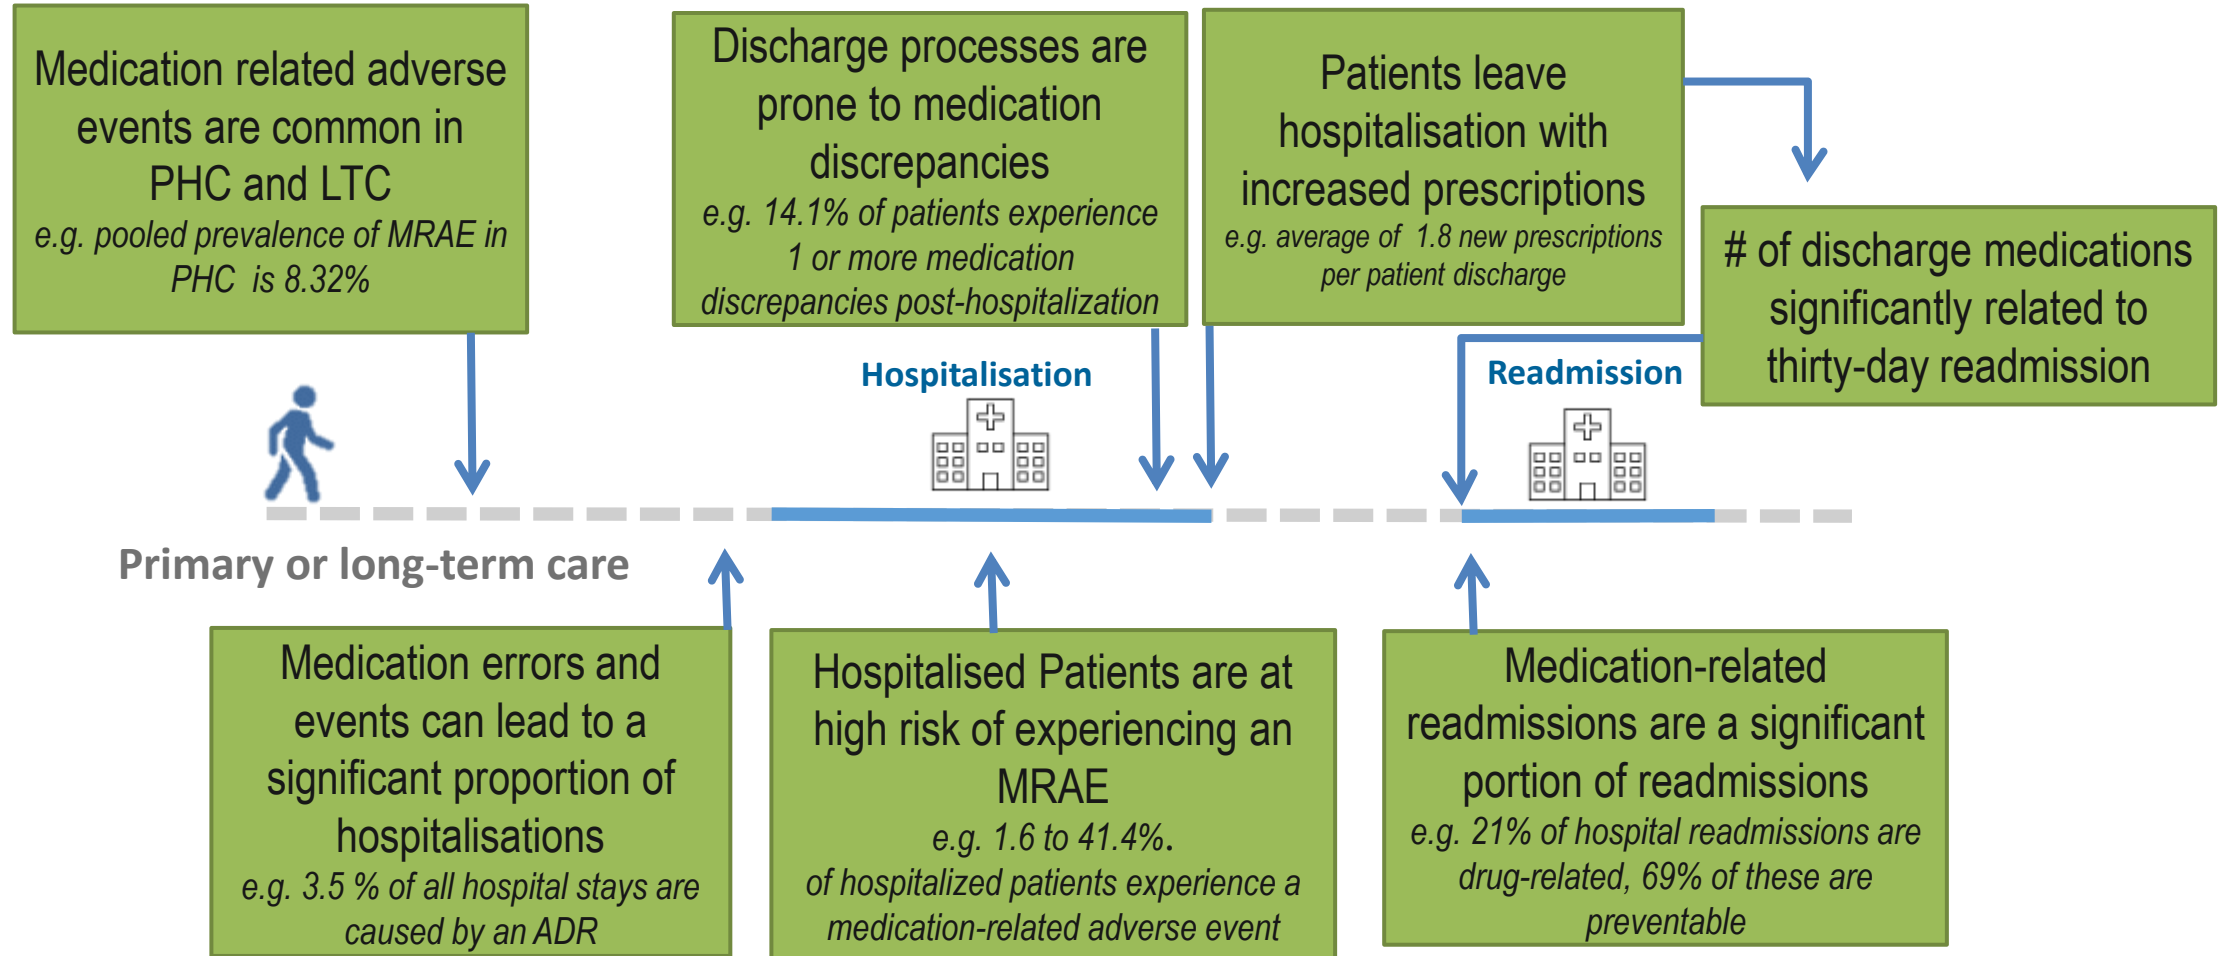 Medication related adverse
events are common in
PHC and LTC
e.g. pooled prevalence of MRAE in
PHC is 8.32%
Discharge processes are
prone to medication
discrepancies
e.g. 14.1% of patients experience
1 or more medication
discrepancies post-hospitalization
Patients leave
hospitalisation with
increased prescriptions
e.g. average of 1.8 new prescriptions
per patient discharge
# of discharge medications
significantly related to
thirty-day readmission
Hospitalisation
Readmission
Primary or long-term care
Medication errors and
events can lead to a
significant proportion of
hospitalisations
e.g. 3.5 % of all hospital stays are
caused by an ADR
Hospitalised Patients are at
high risk of experiencing an
MRAE
e.g. 1.6 to 41.4%.
of hospitalized patients experience a
medication-related adverse event
Medication-related
readmissions are a significant
portion of readmissions
e.g. 21% of hospital readmissions are
drug-related, 69% of these are
preventable